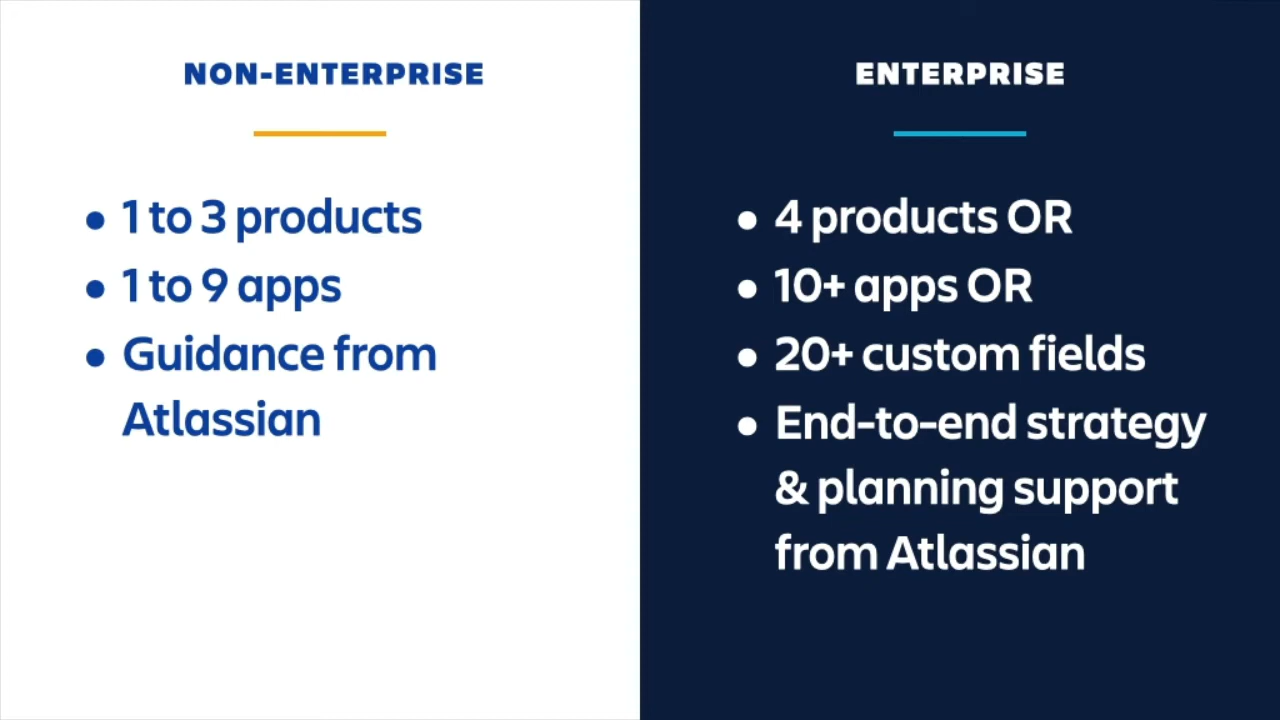 NON-ENTERPRISE
• 1 to 3 products
• 1 to 9 apps
• Guidance from
Atlassian
ENTERPRISE
• 4 products OR
• 10+ apps OR
• 20+ custom fields
• End-to-end strategy
& planning support
from Atlassian